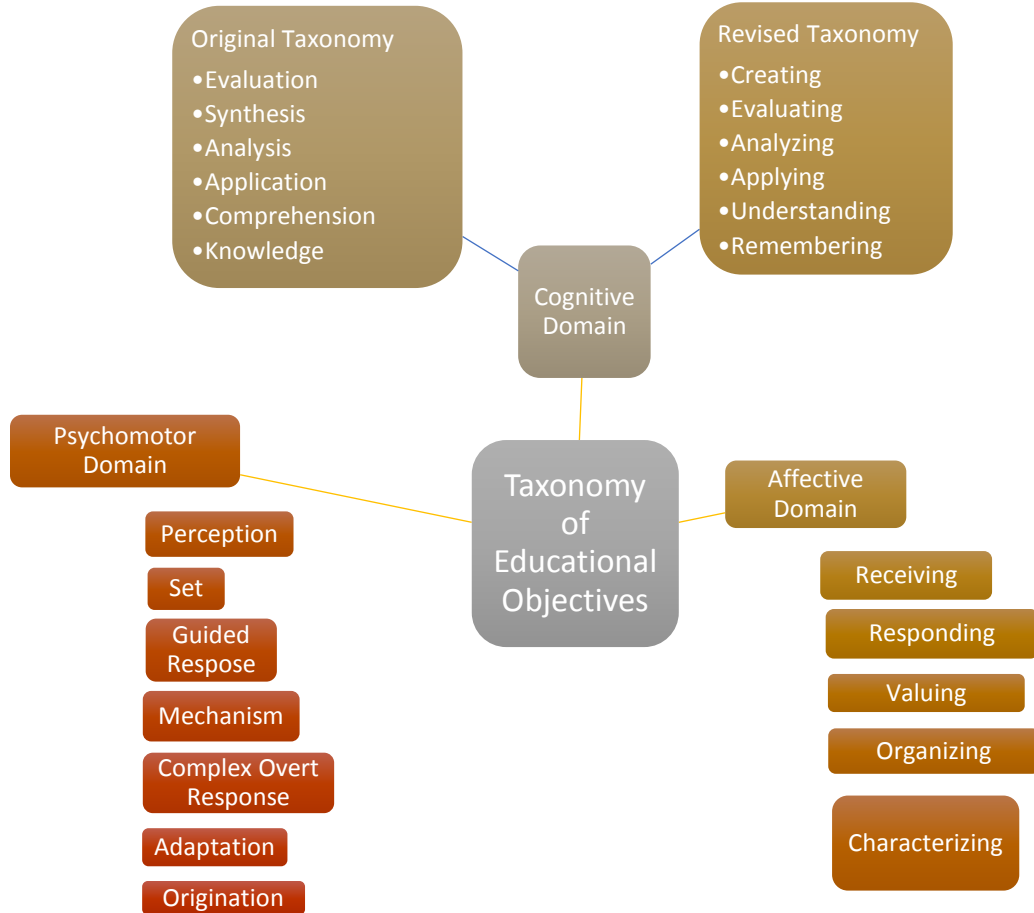 Original Taxonomy
•Evaluation
•Synthesis
•Analysis
•Application
•Comprehension
•Knowledge
Revised Taxonomy
•Creating
•Evaluating
•Analyzing
•Applying
•Understanding
•Remembering
Cognitive
Domain
Taxonomy
of
Educational
Objectives
Psychomotor
Domain
Perception
Set
Guided
Respose
Mechanism
Complex Overt
Response
Adaptation
Origination
Affective
Domain
Receiving
Responding
Valuing
Organizing
Characterizing